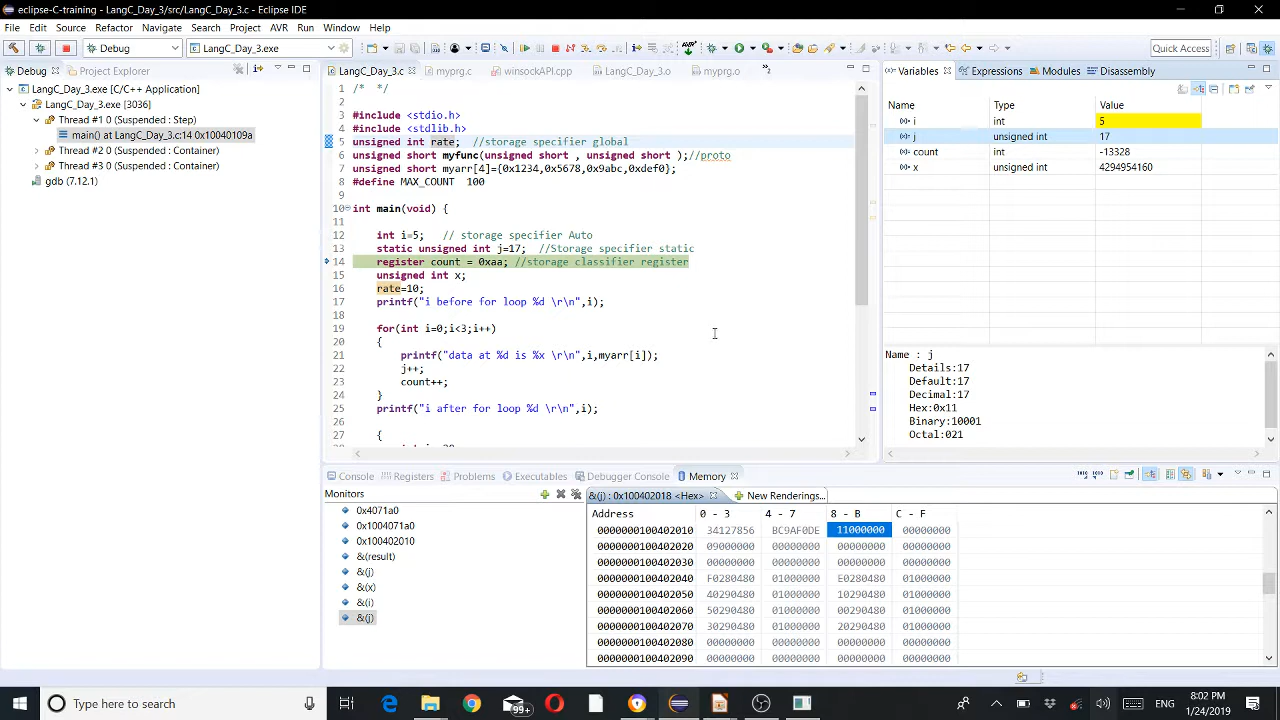 eclipse-C-training - LangC_Day_3/src/LangC_Day_3.c - Eclipse IDE
File Edit Source Refactor Navigate Search Project AVR Run Window Help
Debug LangC_Day_3.exe Quick Access
Debug Project Explorer
LangC_Day_3.exe [C/C++ Application]
LangC_Day_3.exe [3036]
Thread #1 0 (Suspended : Step)
main() at LangC_Day_3.c:14 0x10040109a
Thread #2 0 (Suspended : Container)
Thread #3 0 (Suspended : Container)
gdb (7.12.1)
LangC_Day_3.c myprg.c winsockAPI.cpp LangC_Day_3.o myprg.o
1 /* */
2
3 #include <stdio.h>
4 #include <stdlib.h>
5 unsigned int rate; //storage specifier global
6 unsigned short myfunc(unsigned short , unsigned short );//proto
7 unsigned short myarr[4]={0x1234,0x5678,0x9abc,0xdef0};
8 #define MAX_COUNT 100
9
10 int main(void) {
11
12 int i=5; // storage specifier Auto
13 static unsigned int j=17; //Storage specifier static
14 register count = 0xaa; //storage classifier register
15 unsigned int x;
16 rate=10;
17 printf("i before for loop %d \r\n",i);
18
19 for(int i=0;i<3;i++)
20 {
21 printf("data at %d is %x \r\n",i,myarr[i]);
22 j++;
23 count++;
24 }
25 printf("i after for loop %d \r\n",i);
26
27 {
Variables Expressions Modules Disassembly
Name Type Value
i int 5
j unsigned int 17
count int -13328
x unsigned int 4294954160
Name : j
Details:17
Default:17
Decimal:17
Hex:0x11
Binary:10001
Octal:021
Console Registers Problems Executables Debugger Console Memory
Monitors
0x4071a0
0x1004071a0
0x100402010
&(result)
&(j)
&(x)
&(i)
&(j)
&(j) : 0x100402018 <Hex> New Renderings...
Address 0 - 3 4 - 7 8 - B C - F
0000000100402010 34127856 BC9AF0DE 11000000 00000000
0000000100402020 09000000 00000000 00000000 00000000
0000000100402030 00000000 00000000 00000000 00000000
0000000100402040 F0280480 01000000 E0280480 01000000
0000000100402050 40290480 01000000 10290480 01000000
0000000100402060 50290480 01000000 00290480 01000000
0000000100402070 30290480 01000000 20290480 01000000
0000000100402080 00000000 00000000 00000000 00000000
0000000100402090 00000000 00000000 00000000 00000000
Type here to search
99+
ENG
8:02 PM
1/24/2019